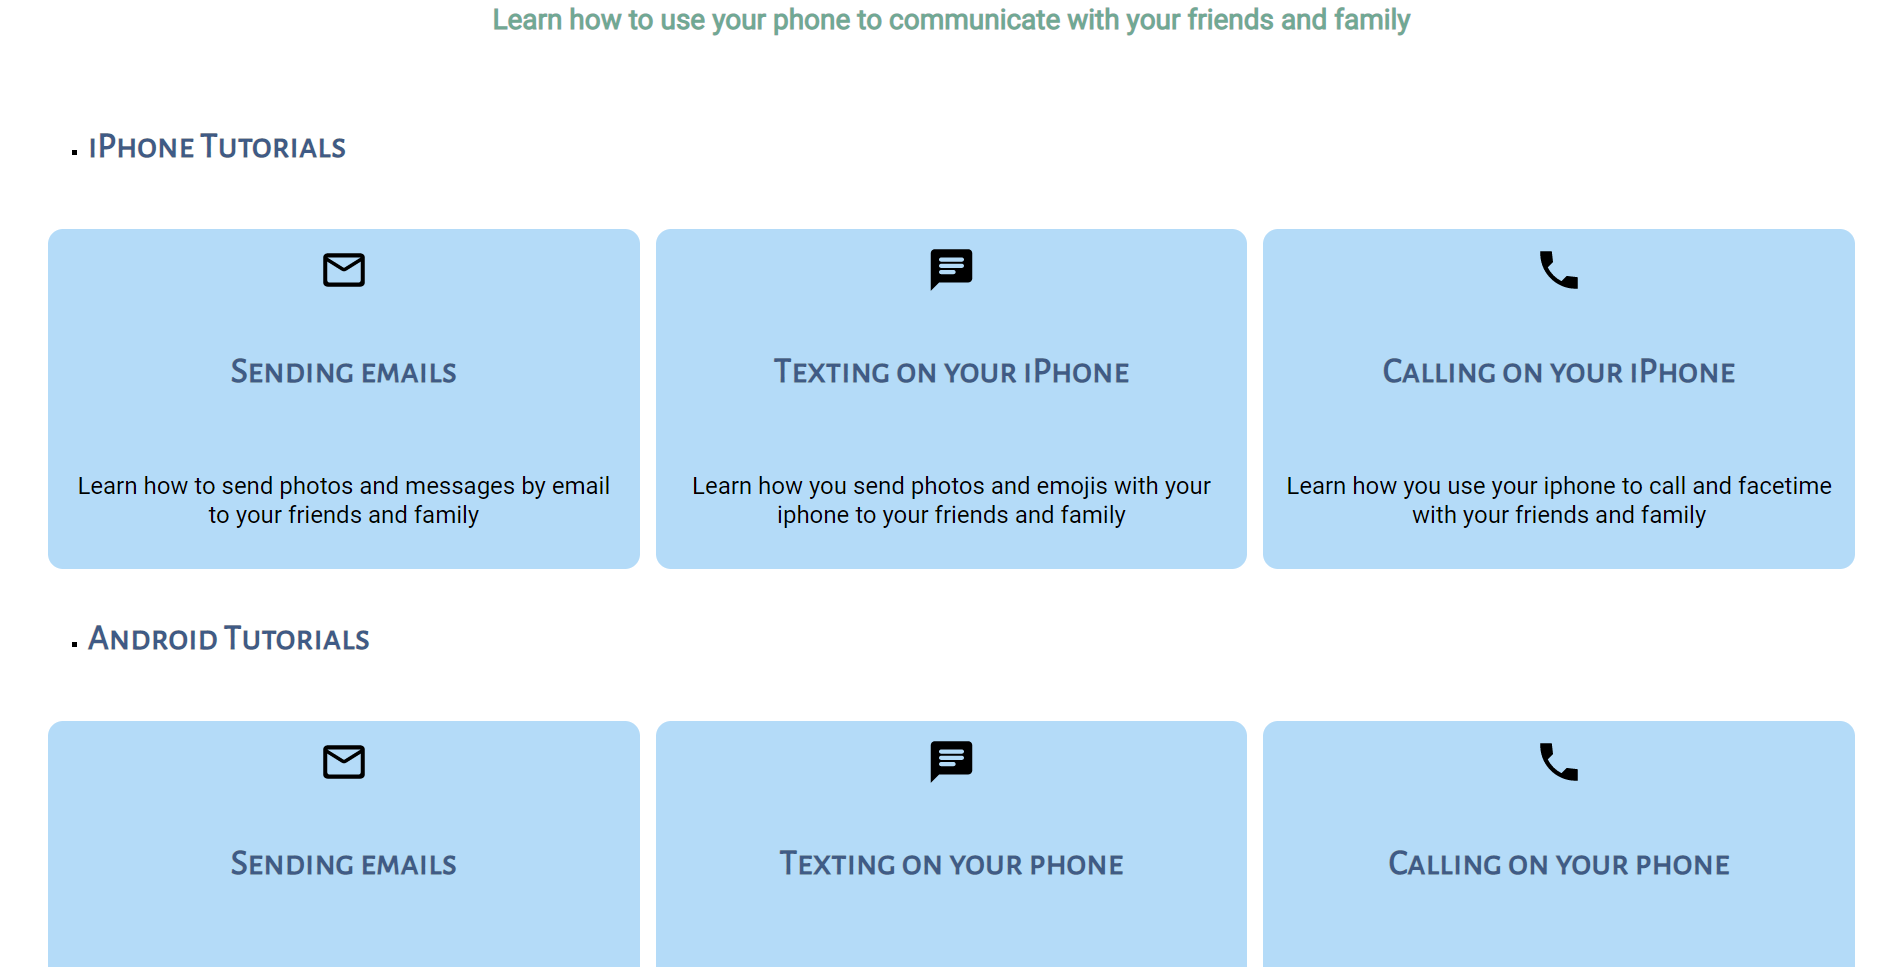 Learn how to use your phone to communicate with your friends and family
iPhone Tutorials
Sending emails
Texting on your iPhone
Calling on your iPhone
Learn how to send photos and messages by email
to your friends and family
Learn how you send photos and emojis with your
iphone to your friends and family
Learn how you use your iphone to call and facetime
with your friends and family
Android Tutorials
Sending emails
Texting on your phone
Calling on your phone